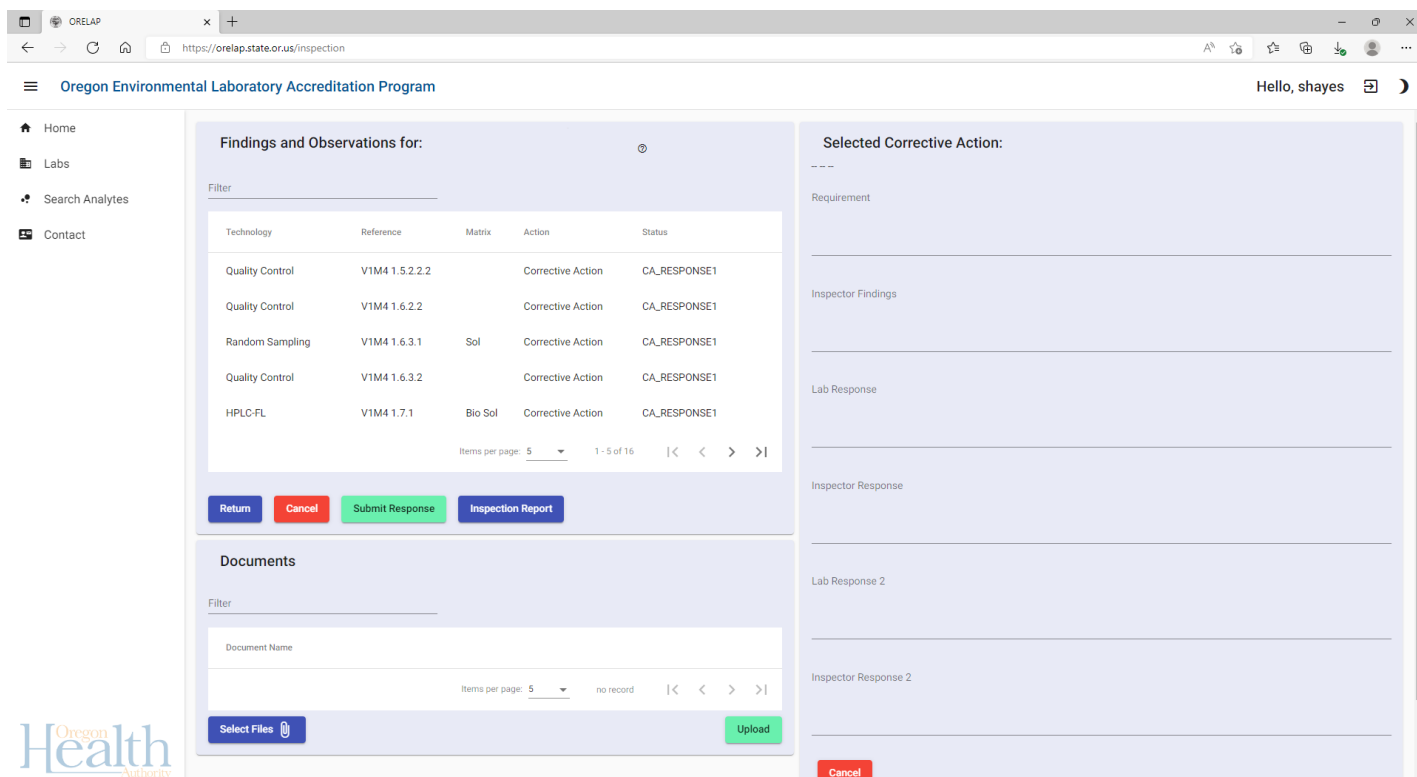 ORELAP
https://orelap.state.or.us/inspection
Oregon Environmental Laboratory Accreditation Program
Hello, shayes
Home
Labs
Search Analytes
Contact
Findings and Observations for:
Filter
Technology Reference Matrix Action Status
Quality Control V1M4 1.5.2.2.2 Corrective Action CA_RESPONSE1
Quality Control V1M4 1.6.2.2 Corrective Action CA_RESPONSE1
Random Sampling V1M4 1.6.3.1 Sol Corrective Action CA_RESPONSE1
Quality Control V1M4 1.6.3.2 Corrective Action CA_RESPONSE1
HPLC-FL V1M4 1.7.1 Bio Sol Corrective Action CA_RESPONSE1
Items per page: 5 1 - 5 of 16
Return Cancel Submit Response Inspection Report
Documents
Filter
Document Name
Items per page: 5 no record
Select Files Upload
Selected Corrective Action:
_ _ _
Requirement
Inspector Findings
Lab Response
Inspector Response
Lab Response 2
Inspector Response 2
Cancel
Oregon
Health
Authority